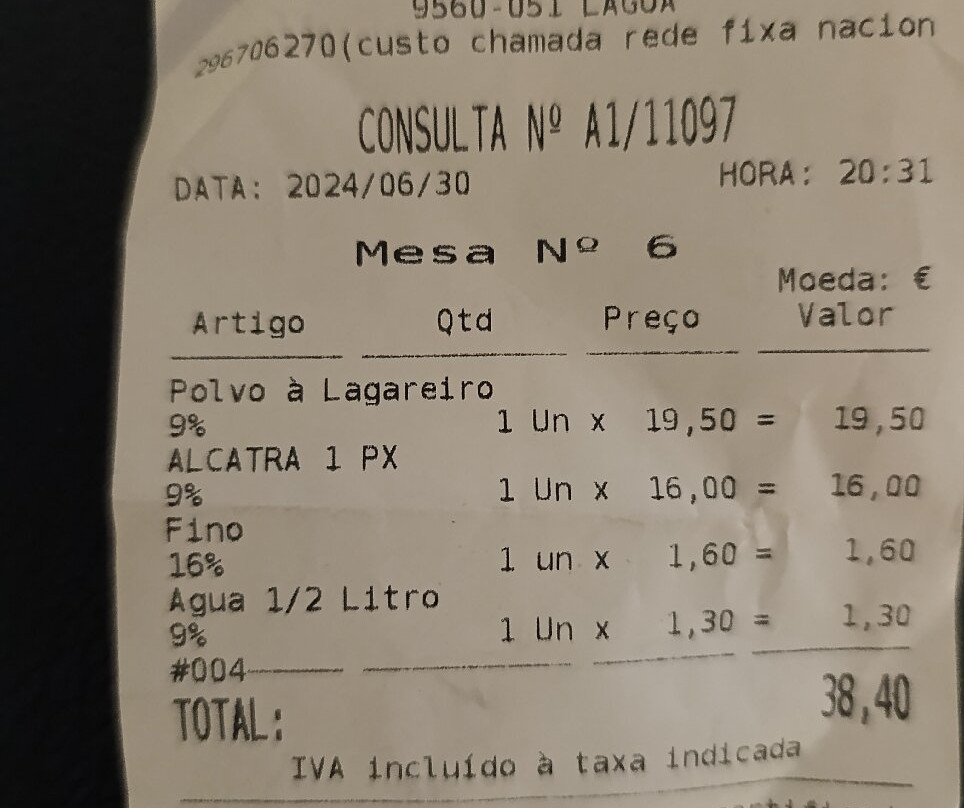 9560-051 LAGOA
296706270(custo chamada rede fixa nacion
CONSULTA Nº A1/11097
DATA: 2024/06/30 HORA: 20:31
Mesa Nº 6
Moeda: €
Artigo Qtd Preço Valor
Polvo à Lagareiro
9% 1 Un x 19,50 = 19,50
ALCATRA 1 PX
9% 1 Un x 16,00 = 16,00
Fino
16% 1 un x 1,60 = 1,60
Agua 1/2 Litro
9% 1 Un x 1,30 = 1,30
#004
TOTAL: 38,40
IVA incluído à taxa indicada